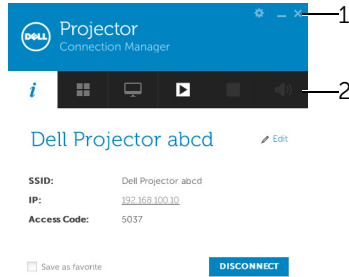 DELL
Projector
Connection Manager
1
i
2
Dell Projector abcd
Edit
SSID: Dell Projector abcd
IP: 192.168.100.10
Access Code: 5037
Save as favorite
DISCONNECT